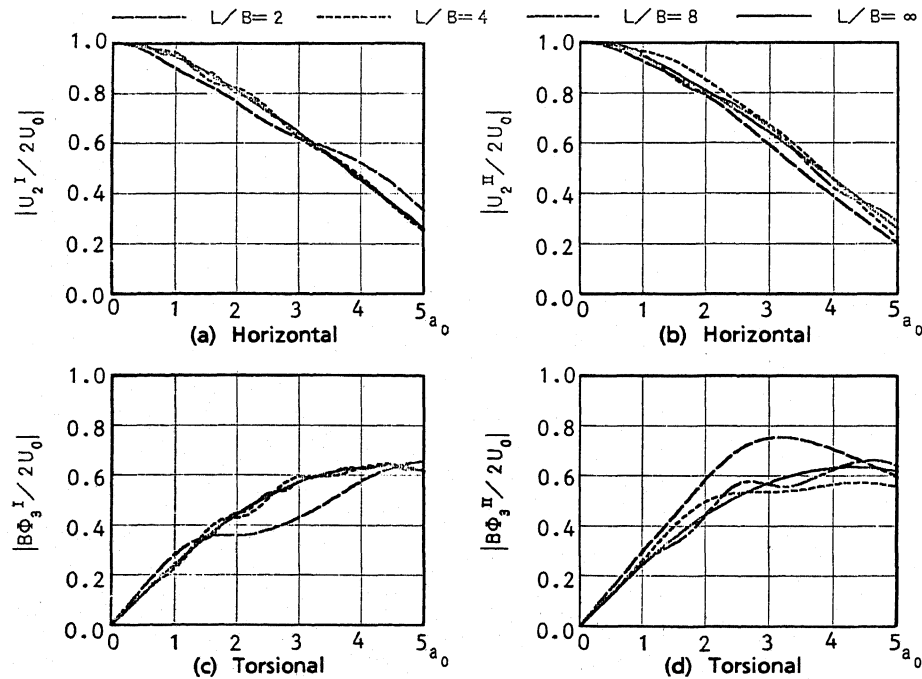 L/B=2 L/B=4 L/B=8 L/B=∞
|U₂ᴵ/2U₀|
1.0
0.8
0.6
0.4
0.2
0.0
0 1 2 3 4 5 a₀
(a) Horizontal
|U₂ᴵᴵ/2U₀|
1.0
0.8
0.6
0.4
0.2
0.0
0 1 2 3 4 5 a₀
(b) Horizontal
|BΦ₃ᴵ/2U₀|
1.0
0.8
0.6
0.4
0.2
0.0
0 1 2 3 4 5 a₀
(c) Torsional
|BΦ₃ᴵᴵ/2U₀|
1.0
0.8
0.6
0.4
0.2
0.0
0 1 2 3 4 5 a₀
(d) Torsional